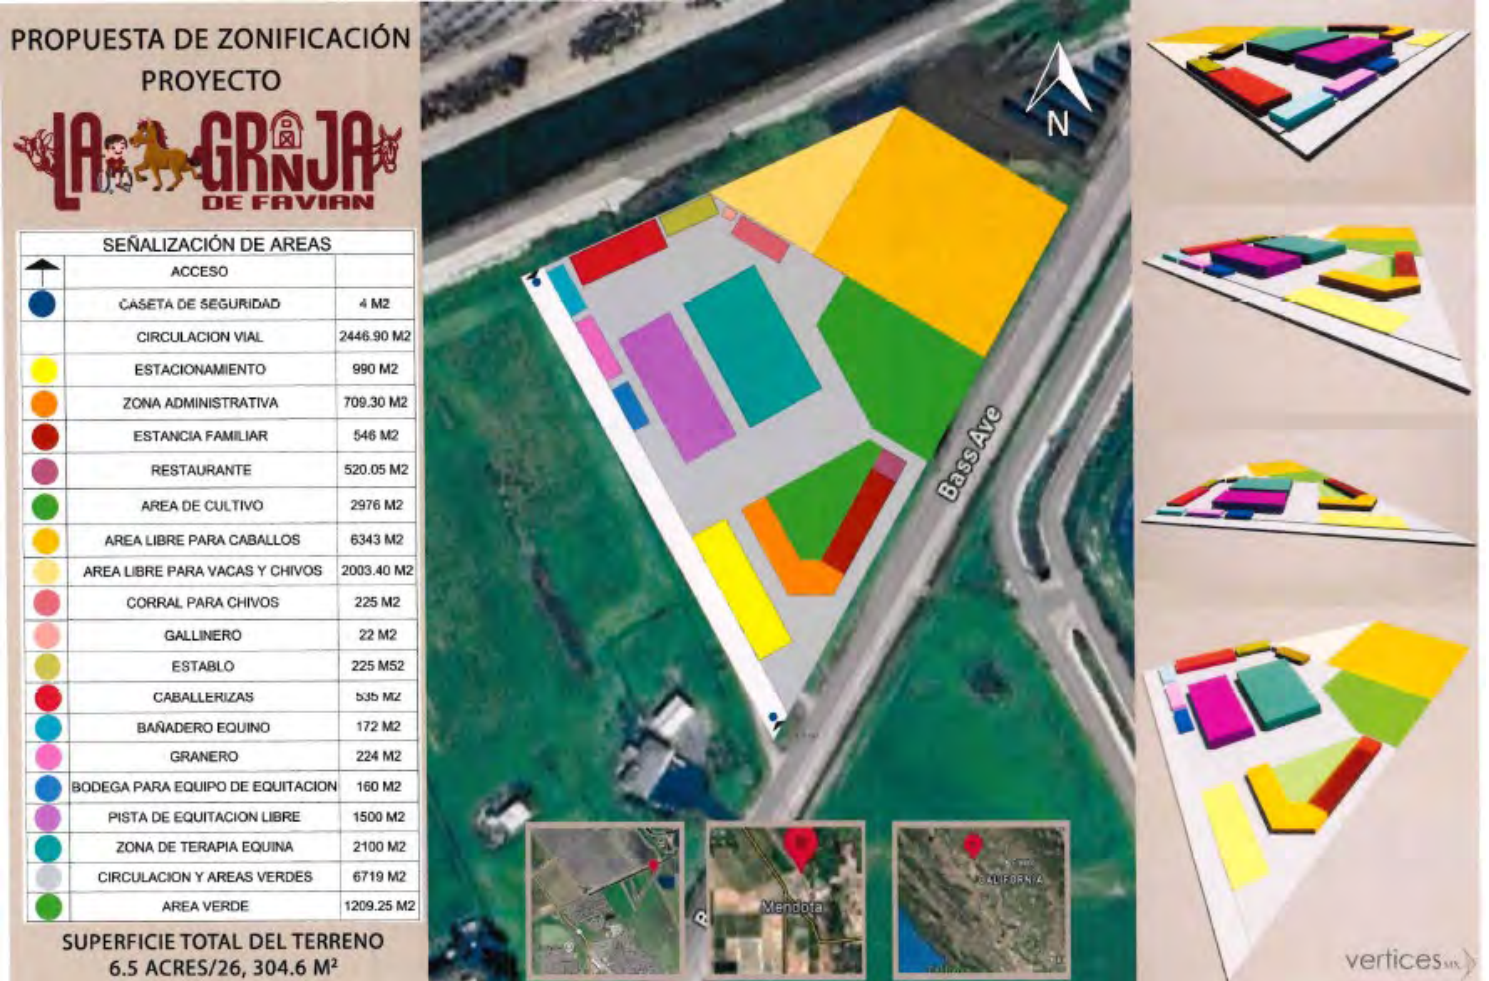 PROPUESTA DE ZONIFICACIÓN
PROYECTO
LA GRANJA
DE FAVIAN
SEÑALIZACIÓN DE AREAS
ACCESO
CASETA DE SEGURIDAD 4 M2
CIRCULACION VIAL 2446.90 M2
ESTACIONAMIENTO 990 M2
ZONA ADMINISTRATIVA 709.30 M2
ESTANCIA FAMILIAR 546 M2
RESTAURANTE 520.05 M2
AREA DE CULTIVO 2976 M2
AREA LIBRE PARA CABALLOS 6343 M2
AREA LIBRE PARA VACAS Y CHIVOS 2003.40 M2
CORRAL PARA CHIVOS 225 M2
GALLINERO 22 M2
ESTABLO 225 M52
CABALLERIZAS 535 M2
BAÑADERO EQUINO 172 M2
GRANERO 224 M2
BODEGA PARA EQUIPO DE EQUITACION 160 M2
PISTA DE EQUITACION LIBRE 1500 M2
ZONA DE TERAPIA EQUINA 2100 M2
CIRCULACION Y AREAS VERDES 6719 M2
AREA VERDE 1209.25 M2
SUPERFICIE TOTAL DEL TERRENO
6.5 ACRES/26, 304.6 M²
N
Bass Ave
B
Mendota
CALIFORNIA
vertices